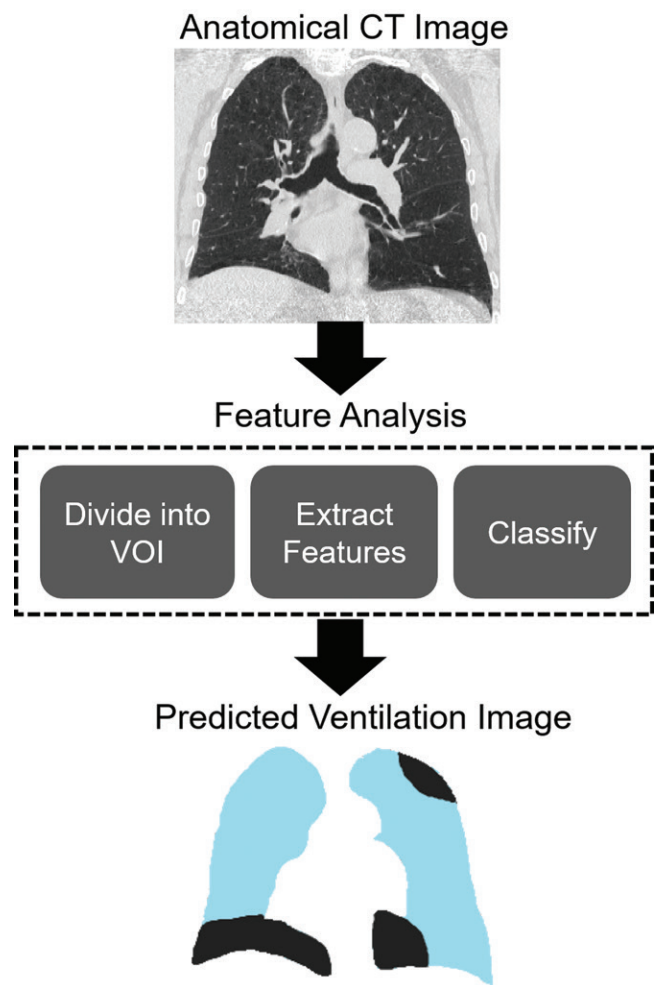 Anatomical CT Image
Feature Analysis
Divide into
VOI
Extract
Features
Classify
Predicted Ventilation Image